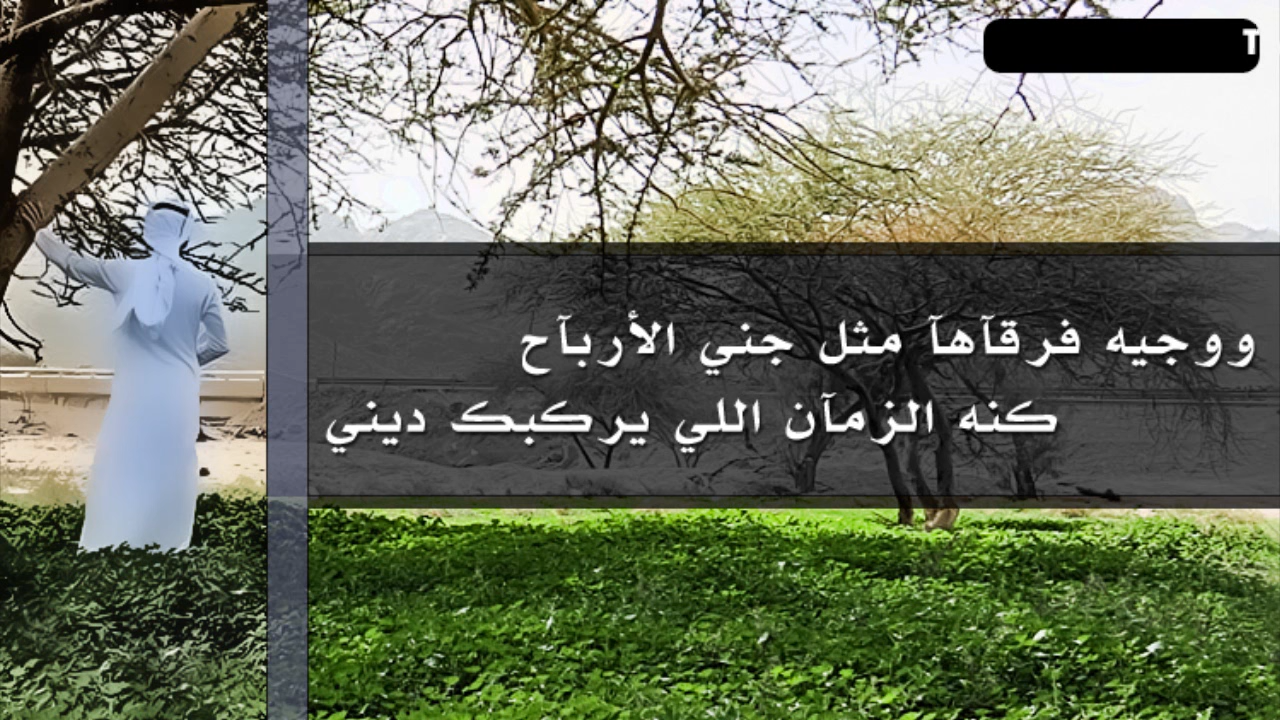 T
ووجيه فرقآهآ مثل جني الأربآح
كنه الزمآن اللي يركبك ديني